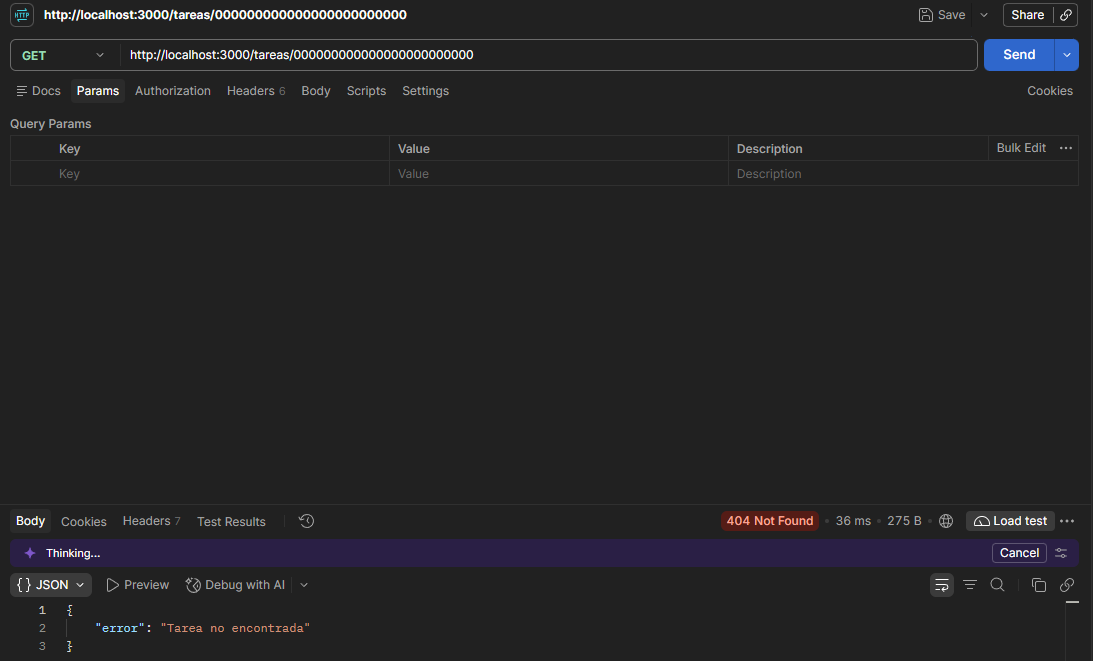 HTTP http://localhost:3000/tareas/000000000000000000000000 Save Share
GET http://localhost:3000/tareas/000000000000000000000000 Send
Docs Params Authorization Headers 6 Body Scripts Settings Cookies
Query Params
Key Value Description Bulk Edit ...
Key Value Description
Body Cookies Headers 7 Test Results 404 Not Found • 36 ms • 275 B • Load test ...
Thinking... Cancel
{} JSON Preview Debug with AI
1 {
2 "error": "Tarea no encontrada"
3 }